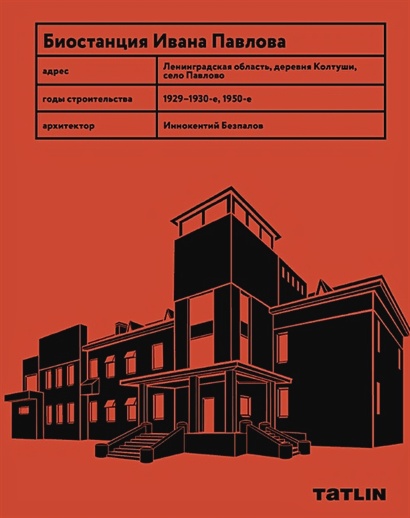 Биостанция Ивана Павлова
адрес
Ленинградская область, деревня Колтуши,
село Павлово
годы строительства
1929–1930-е, 1950-е
архитектор
Иннокентий Безпалов
TATLIN